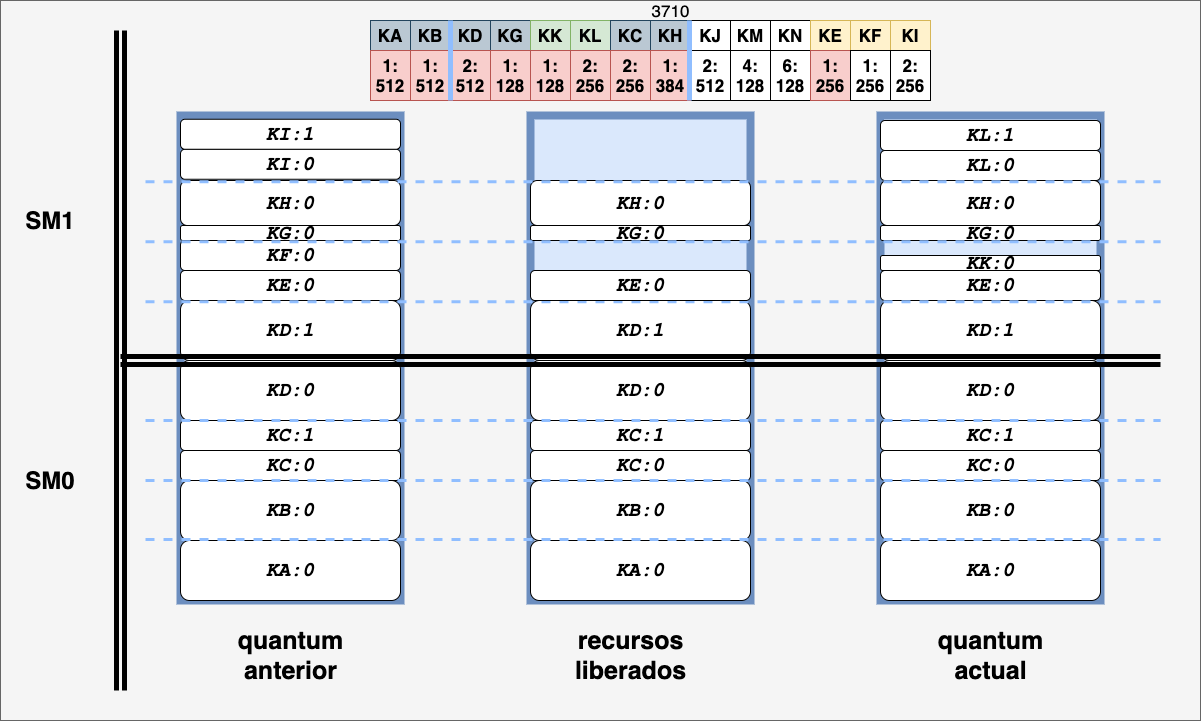 3710
KA KB KD KG KK KL KC KH KJ KM KN KE KF KI
1: 1: 2: 1: 1: 2: 2: 1: 2: 4: 6: 1: 1: 2:
512 512 512 128 128 256 256 384 512 128 128 256 256 256
KI:1 KL:1
KI:0 KL:0
SM1 KH:0 KH:0 KH:0
KG:0 KG:0 KG:0
KF:0 KK:0
KE:0 KE:0 KE:0
KD:1 KD:1 KD:1
KD:0 KD:0 KD:0
KC:1 KC:1 KC:1
SM0 KC:0 KC:0 KC:0
KB:0 KB:0 KB:0
KA:0 KA:0 KA:0
quantum recursos quantum
anterior liberados actual